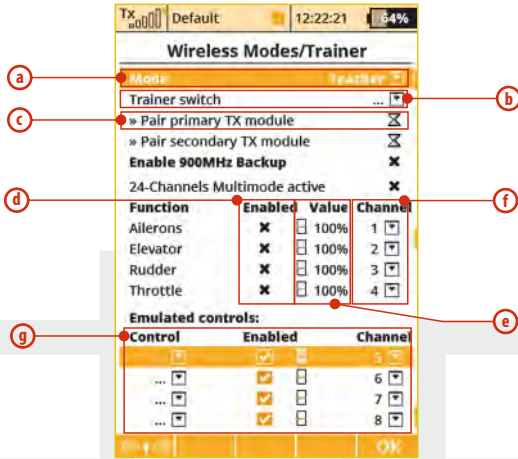 Tx Default 12:22:21 64%
Wireless Modes/Trainer
a
Mode Teacher
Trainer switch ...
b
c
» Pair primary TX module
» Pair secondary TX module
Enable 900MHz Backup
24-Channels Multimode active
d
f
Function Enabled Value Channel
Ailerons 100% 1
Elevator 100% 2
Rudder 100% 3
Throttle 100% 4
e
Emulated controls:
g
Control Enabled Channel
5
... 6
... 7
... 8
OK